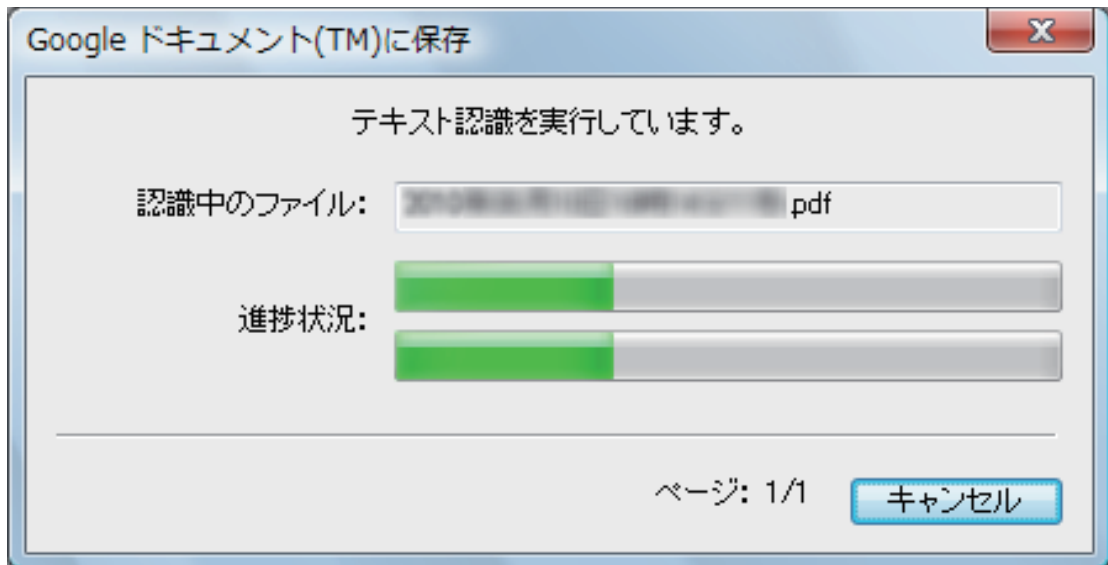 Google ドキュメント(TM)に保存
テキスト認識を実行しています。
認識中のファイル: .pdf
進捗状況:
ページ: 1/1
キャンセル